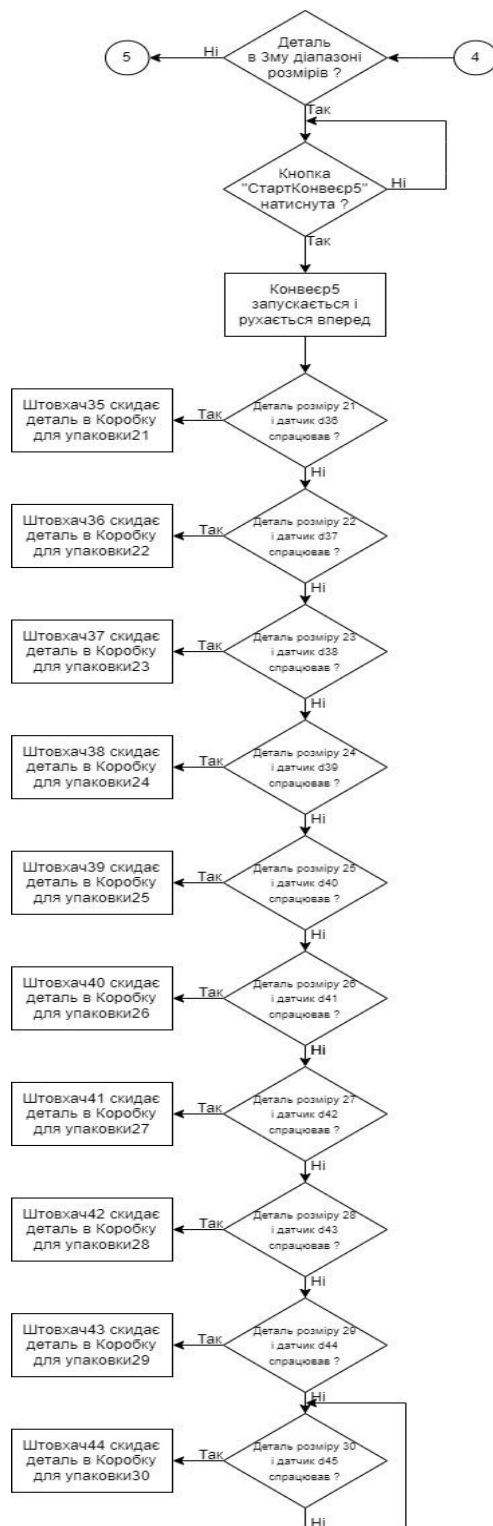 5
Ні
Деталь
в 3му діапазоні
розмірів ?
4
Так
Кнопка
"СтартКонвеєр5"
натиснута ?
Ні
Так
Конвеєр5
запускається і
рухається вперед
Штовхач35 скидає
деталь в Коробку
для упаковки21
Так
Деталь розміру 21
і датчик d36
спрацював ?
Ні
Штовхач36 скидає
деталь в Коробку
для упаковки22
Так
Деталь розміру 22
і датчик d37
спрацював ?
Ні
Штовхач37 скидає
деталь в Коробку
для упаковки23
Так
Деталь розміру 23
і датчик d38
спрацював ?
Ні
Штовхач38 скидає
деталь в Коробку
для упаковки24
Так
Деталь розміру 24
і датчик d39
спрацював ?
Ні
Штовхач39 скидає
деталь в Коробку
для упаковки25
Так
Деталь розміру 25
і датчик d40
спрацював ?
Ні
Штовхач40 скидає
деталь в Коробку
для упаковки26
Так
Деталь розміру 26
і датчик d41
спрацював ?
Ні
Штовхач41 скидає
деталь в Коробку
для упаковки27
Так
Деталь розміру 27
і датчик d42
спрацював ?
Ні
Штовхач42 скидає
деталь в Коробку
для упаковки28
Так
Деталь розміру 28
і датчик d43
спрацював ?
Ні
Штовхач43 скидає
деталь в Коробку
для упаковки29
Так
Деталь розміру 29
і датчик d44
спрацював ?
Ні
Штовхач44 скидає
деталь в Коробку
для упаковки30
Так
Деталь розміру 30
і датчик d45
спрацював ?
Ні